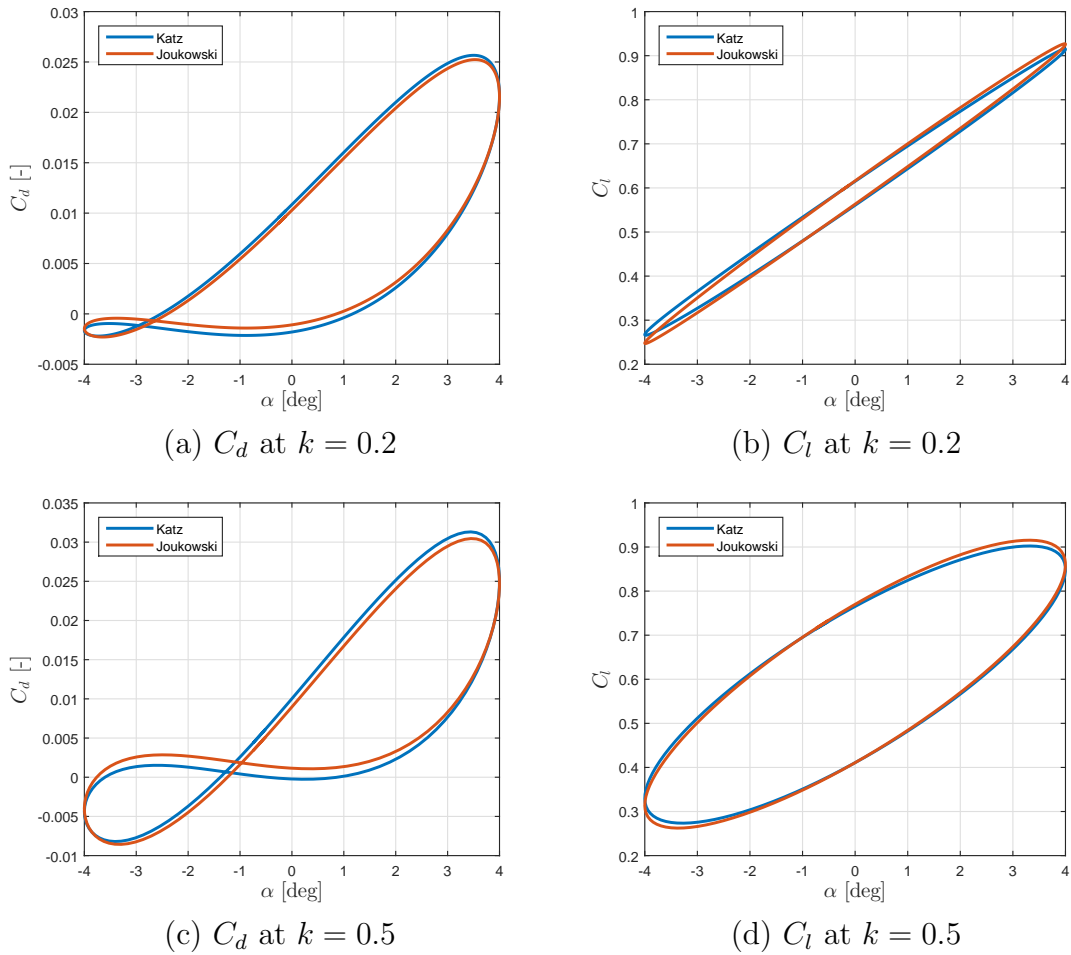 0.03
0.025
0.02
0.015
0.01
0.005
0
-0.005
C_d [-]
Katz
Joukowski
-4 -3 -2 -1 0 1 2 3 4
α [deg]
(a) C_d at k = 0.2
1
0.9
0.8
0.7
0.6
0.5
0.4
0.3
0.2
C_l
Katz
Joukowski
-4 -3 -2 -1 0 1 2 3 4
α [deg]
(b) C_l at k = 0.2
0.035
0.03
0.025
0.02
0.015
0.01
0.005
0
-0.005
-0.01
C_d [-]
Katz
Joukowski
-4 -3 -2 -1 0 1 2 3 4
α [deg]
(c) C_d at k = 0.5
1
0.9
0.8
0.7
0.6
0.5
0.4
0.3
0.2
C_l
Katz
Joukowski
-4 -3 -2 -1 0 1 2 3 4
α [deg]
(d) C_l at k = 0.5